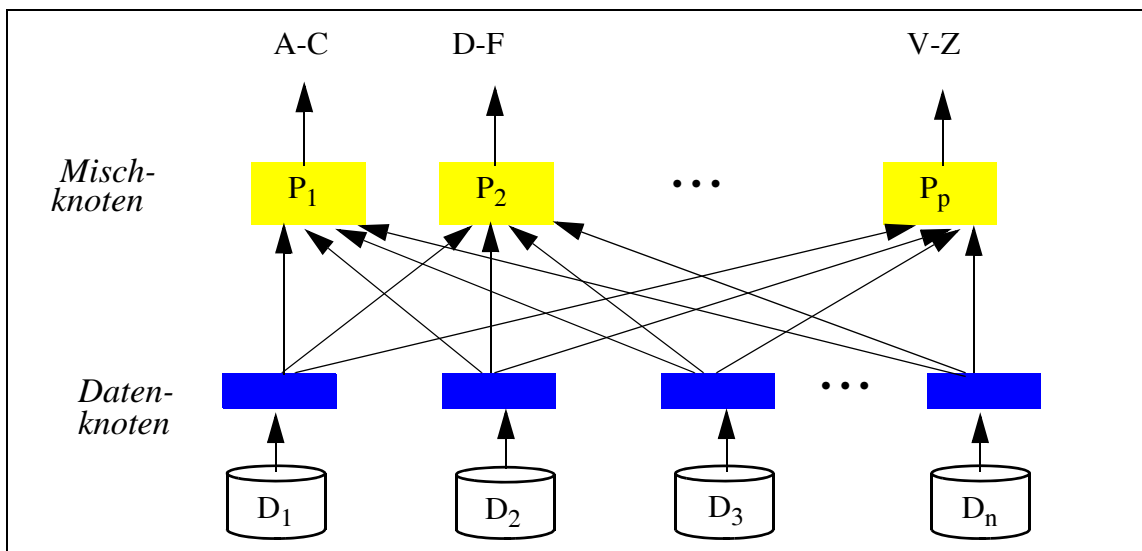 A-C D-F V-Z
Misch-
knoten
P1 P2 ... Pp
Daten-
knoten
...
D1 D2 D3 Dn